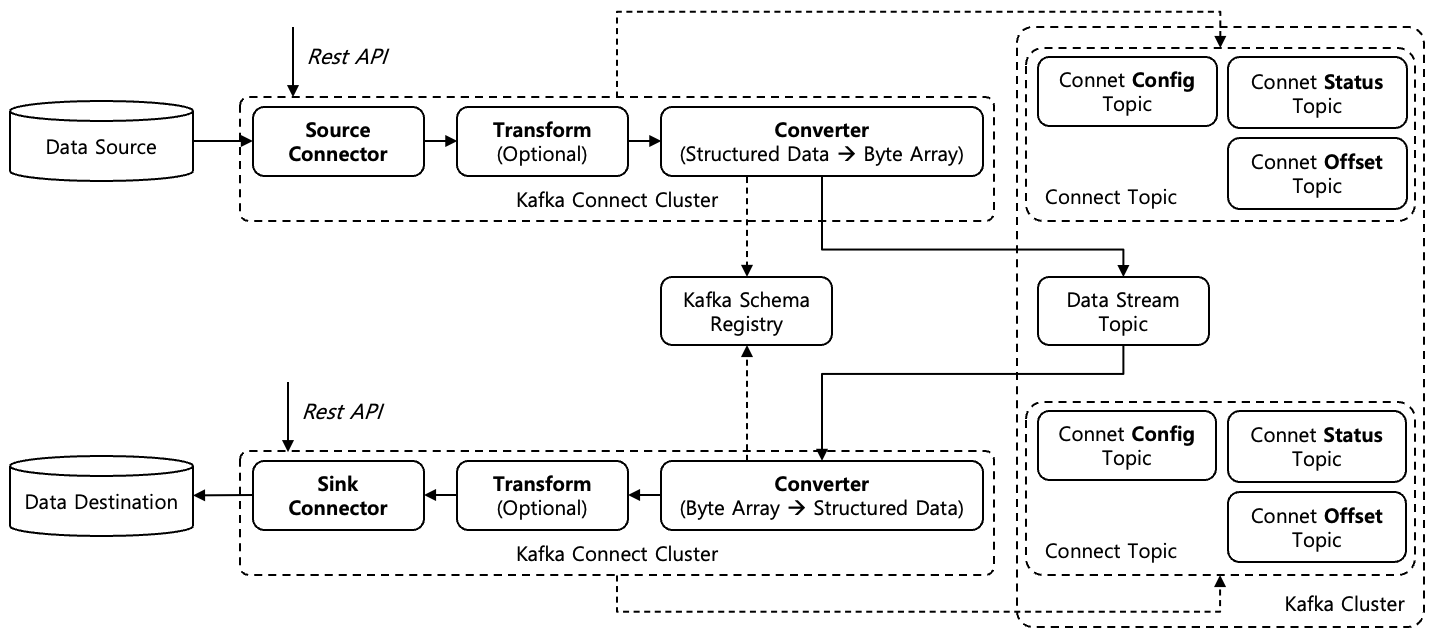 Rest API
Data Source
Source
Connector
Transform
(Optional)
Converter
(Structured Data → Byte Array)
Kafka Connect Cluster
Connet Config
Topic
Connet Status
Topic
Connet Offset
Topic
Connect Topic
Kafka Schema
Registry
Data Stream
Topic
Rest API
Data Destination
Sink
Connector
Transform
(Optional)
Converter
(Byte Array → Structured Data)
Kafka Connect Cluster
Connet Config
Topic
Connet Status
Topic
Connet Offset
Topic
Connect Topic
Kafka Cluster